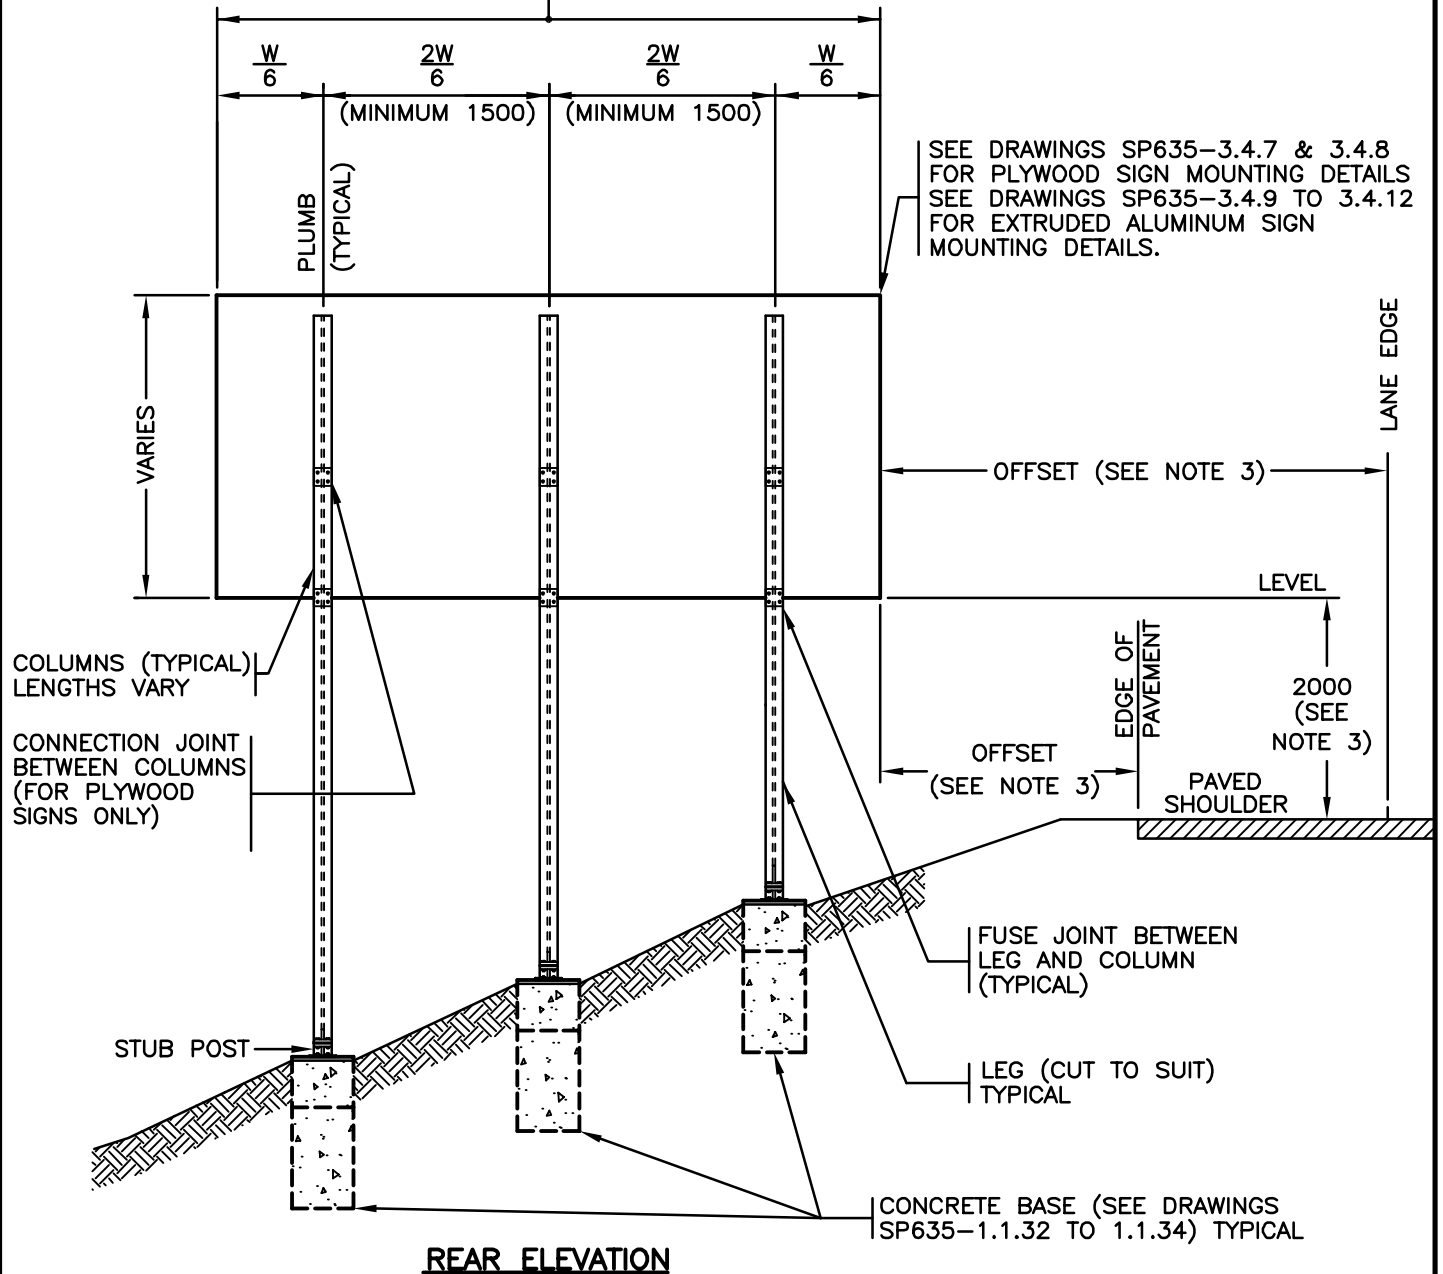 W
6
2W
6
2W
6
W
6
(MINIMUM 1500)
(MINIMUM 1500)
PLUMB
(TYPICAL)
SEE DRAWINGS SP635-3.4.7 & 3.4.8
FOR PLYWOOD SIGN MOUNTING DETAILS
SEE DRAWINGS SP635-3.4.9 TO 3.4.12
FOR EXTRUDED ALUMINUM SIGN
MOUNTING DETAILS.
LANE EDGE
VARIES
OFFSET (SEE NOTE 3)
LEVEL
COLUMNS (TYPICAL)
LENGTHS VARY
EDGE OF
PAVEMENT
2000
(SEE
NOTE 3)
CONNECTION JOINT
BETWEEN COLUMNS
(FOR PLYWOOD
SIGNS ONLY)
OFFSET
(SEE NOTE 3)
PAVED
SHOULDER
FUSE JOINT BETWEEN
LEG AND COLUMN
(TYPICAL)
STUB POST
LEG (CUT TO SUIT)
TYPICAL
CONCRETE BASE (SEE DRAWINGS
SP635-1.1.32 TO 1.1.34) TYPICAL
REAR ELEVATION